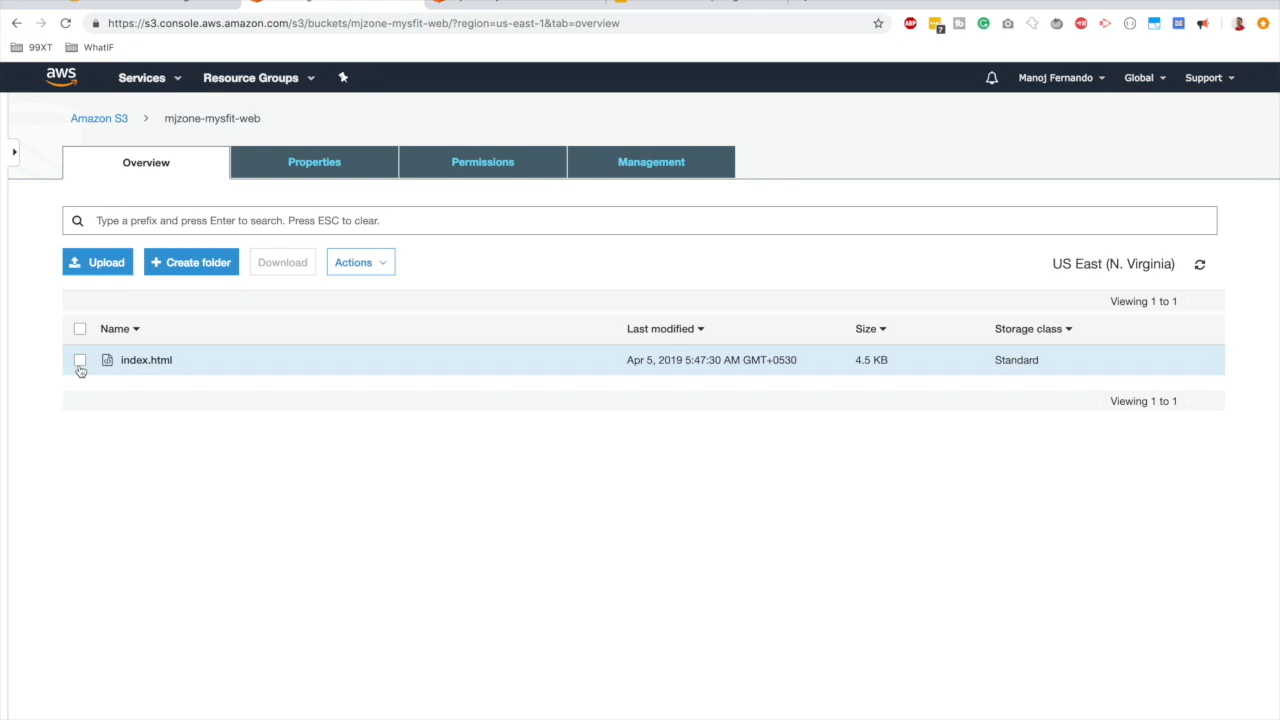 https://s3.console.aws.amazon.com/s3/buckets/mjzone-mysfit-web/?region=us-east-1&tab=overview
ABP
7
99XT WhatIF
aws Services Resource Groups Manoj Fernando Global Support
Amazon S3 > mjzone-mysfit-web
Overview Properties Permissions Management
Type a prefix and press Enter to search. Press ESC to clear.
Upload + Create folder Download Actions US East (N. Virginia)
Viewing 1 to 1
Name Last modified Size Storage class
index.html Apr 5, 2019 5:47:30 AM GMT+0530 4.5 KB Standard
Viewing 1 to 1